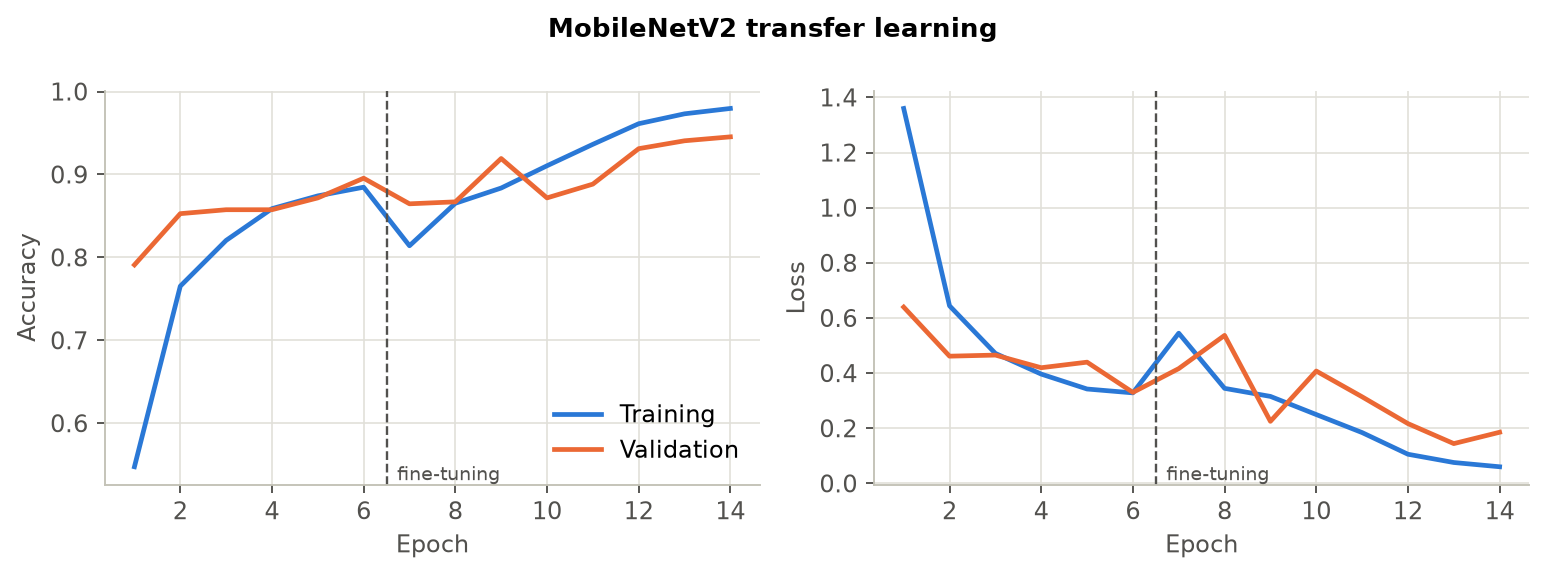 MobileNetV2 transfer learning
Accuracy
1.0
0.9
0.8
0.7
0.6
Training
Validation
fine-tuning
2 4 6 8 10 12 14
Epoch
Loss
1.4
1.2
1.0
0.8
0.6
0.4
0.2
0.0
fine-tuning
2 4 6 8 10 12 14
Epoch